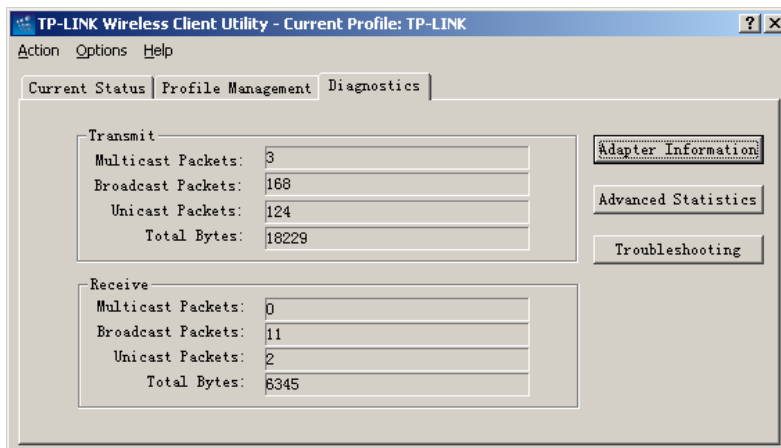 TP-LINK Wireless Client Utility - Current Profile: TP-LINK
Action Options Help
Current Status Profile Management Diagnostics
Transmit
Multicast Packets: 3
Broadcast Packets: 168
Unicast Packets: 124
Total Bytes: 18229
Receive
Multicast Packets: 0
Broadcast Packets: 11
Unicast Packets: 2
Total Bytes: 6345
Adapter Information
Advanced Statistics
Troubleshooting